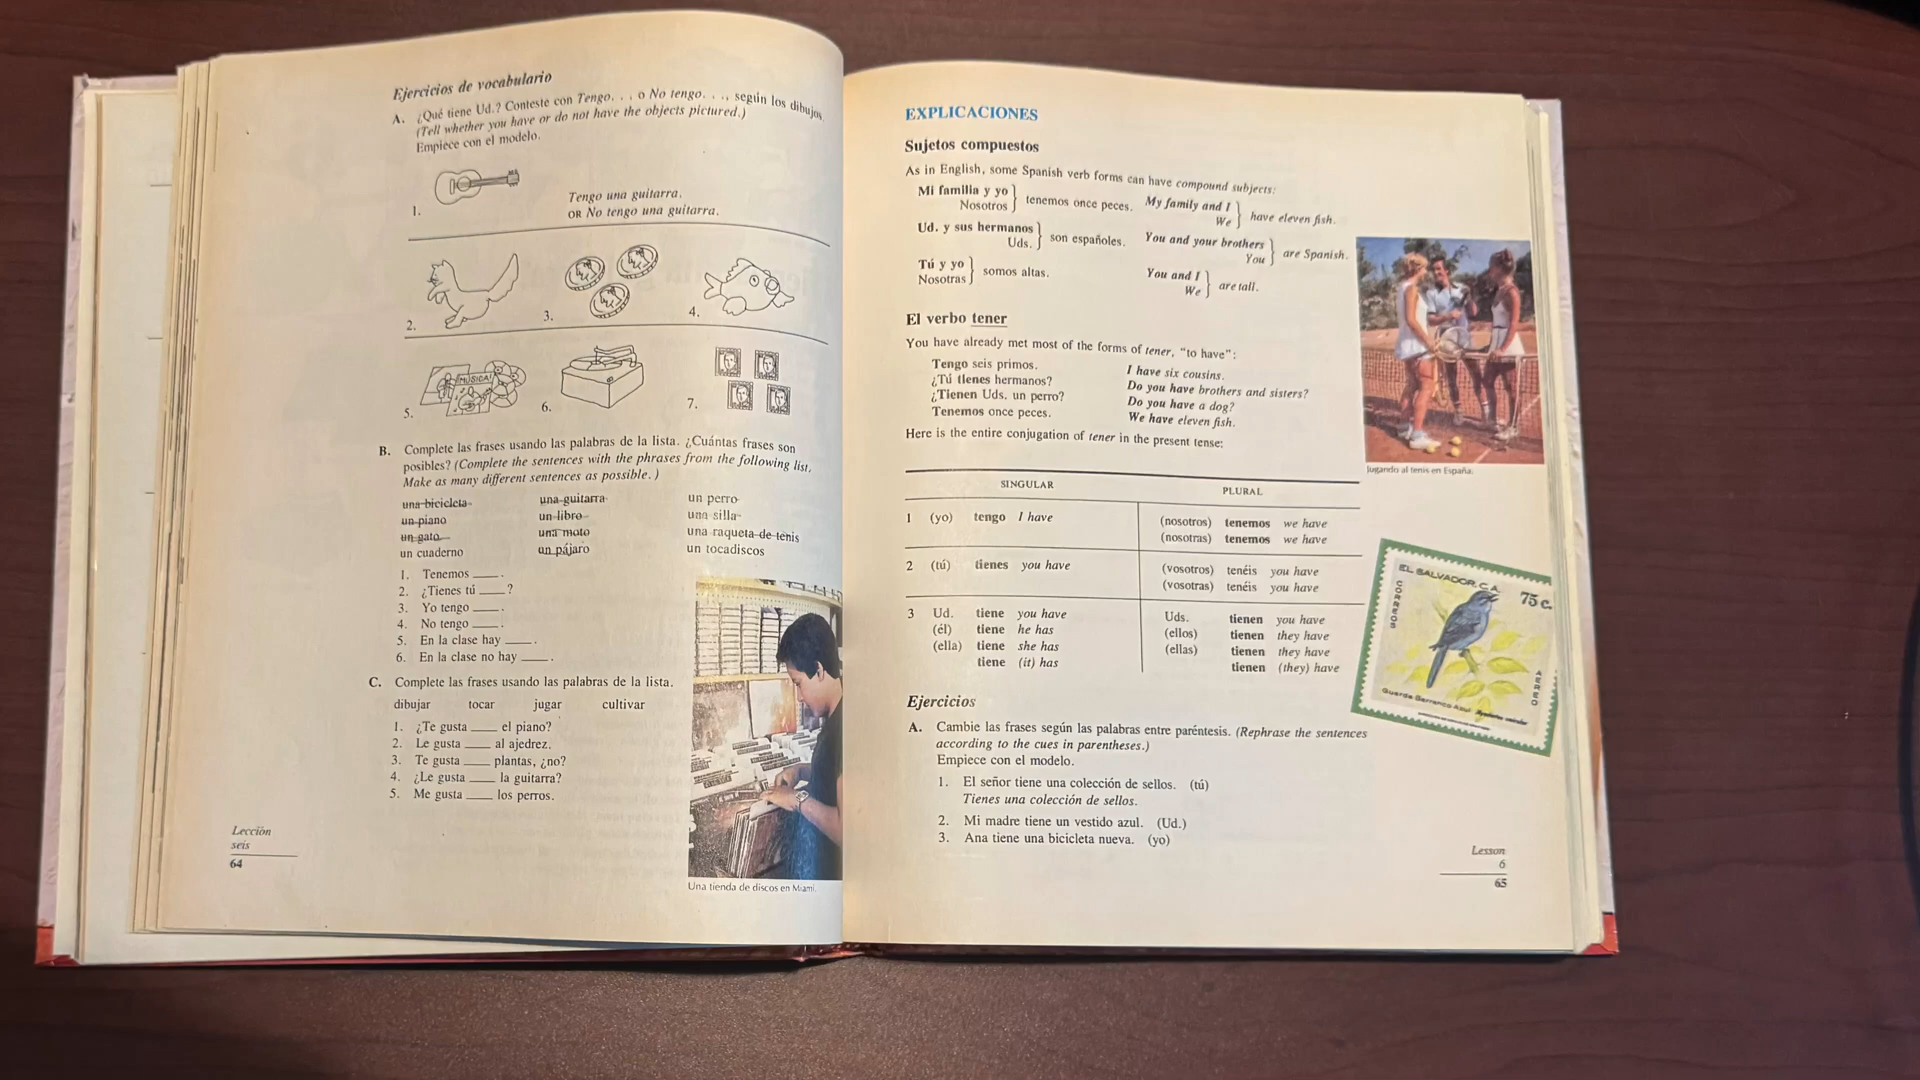 Ejercicios de vocabulario
A. ¿Qué tiene Ud.? Conteste con Tengo. . . o No tengo. . ., según los dibujos.
(Tell whether you have or do not have the objects pictured.)
Empiece con el modelo.
1. Tengo una guitarra.
OR No tengo una guitarra.
2. 3. 4.
MÚSICA
5. 6. 7.
B. Complete las frases usando las palabras de la lista. ¿Cuántas frases son
posibles? (Complete the sentences with the phrases from the following list.
Make as many different sentences as possible.)
una bicicleta una guitarra un perro
un piano un libro una silla
un gato una moto una raqueta de tenis
un cuaderno un pájaro un tocadiscos
1. Tenemos ____.
2. ¿Tienes tú ____?
3. Yo tengo ____.
4. No tengo ____.
5. En la clase hay ____.
6. En la clase no hay ____.
C. Complete las frases usando las palabras de la lista.
dibujar tocar jugar cultivar
1. ¿Te gusta ____ el piano?
2. Le gusta ____ al ajedrez.
3. Te gusta ____ plantas, ¿no?
4. ¿Le gusta ____ la guitarra?
5. Me gusta ____ los perros.
Una tienda de discos en Miami.
Lección
seis
64
EXPLICACIONES
Sujetos compuestos
As in English, some Spanish verb forms can have compound subjects:
Mi familia y yo
Nosotros } tenemos once peces. My family and I
We } have eleven fish.
Ud. y sus hermanos
Uds. } son españoles. You and your brothers
You } are Spanish.
Tú y yo
Nosotras } somos altas. You and I
We } are tall.
El verbo tener
You have already met most of the forms of tener, "to have":
Tengo seis primos. I have six cousins.
¿Tú tienes hermanos? Do you have brothers and sisters?
¿Tienen Uds. un perro? Do you have a dog?
Tenemos once peces. We have eleven fish.
Here is the entire conjugation of tener in the present tense:
Jugando al tenis en España.
SINGULAR PLURAL
1 (yo) tengo I have (nosotros) tenemos we have
(nosotras) tenemos we have
2 (tú) tienes you have (vosotros) tenéis you have
(vosotras) tenéis you have
3 Ud. tiene you have Uds. tienen you have
(él) tiene he has (ellos) tienen they have
(ella) tiene she has (ellas) tienen they have
tiene (it) has tienen (they) have
EL SALVADOR, C.A.
75 c.
CORREOS
AEREO
Guarda Barranco Azul
Ejercicios
A. Cambie las frases según las palabras entre paréntesis. (Rephrase the sentences
according to the cues in parentheses.)
Empiece con el modelo.
1. El señor tiene una colección de sellos. (tú)
Tienes una colección de sellos.
2. Mi madre tiene un vestido azul. (Ud.)
3. Ana tiene una bicicleta nueva. (yo)
Lesson
6
65